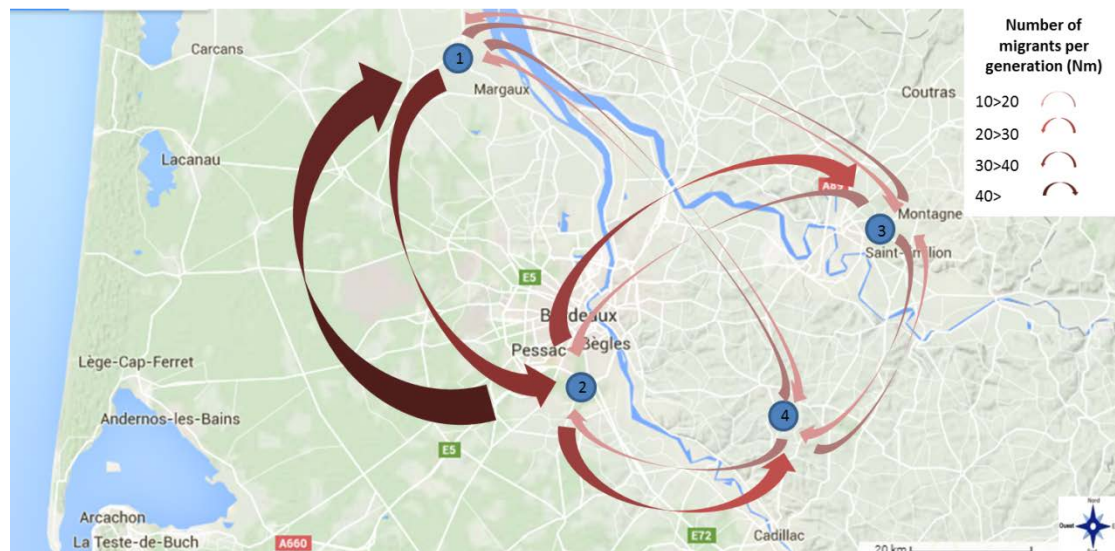 Number of
migrants per
generation (Nm)
10>20
20>30
30>40
40>
Carcans
1
Margaux
Coutras
Lacanau
A89
Montagne
3
Saint-Émilion
E5
Bordeaux
Pessac
Bègles
Lège-Cap-Ferret
2
Andernos-les-Bains
4
E5
Arcachon
La Teste-de-Buch
A660
E72
Cadillac
20 km
Nord
Ouest